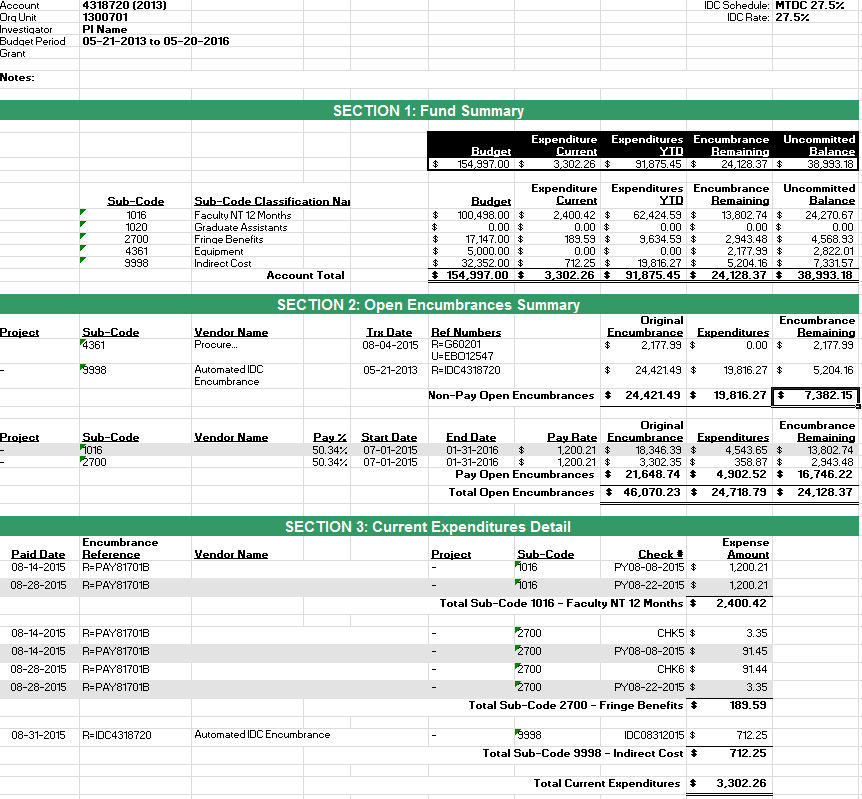 Account 4318720 (2013) IDC Schedule: MTDC 27.5%
Org Unit 1300701 IDC Rate: 27.5%
Investigator PI Name
Budget Period 05-21-2013 to 05-20-2016
Grant
Notes:
SECTION 1: Fund Summary
Expenditure Expenditures Encumbrance Uncommitted
Budget Current YTD Remaining Balance
$ 154,997.00 $ 3,302.26 $ 91,875.45 $ 24,128.37 $ 38,993.18
Expenditure Expenditures Encumbrance Uncommitted
Sub-Code Sub-Code Classification Nar Budget Current YTD Remaining Balance
1016 Faculty NT 12 Months $ 100,498.00 $ 2,400.42 $ 62,424.59 $ 13,802.74 $ 24,270.67
1020 Graduate Assistants $ 0.00 $ 0.00 $ 0.00 $ 0.00 $ 0.00
2700 Fringe Benefits $ 17,147.00 $ 189.59 $ 9,634.59 $ 2,943.48 $ 4,568.93
4361 Equipment $ 5,000.00 $ 0.00 $ 0.00 $ 2,177.99 $ 2,822.01
9998 Indirect Cost $ 32,352.00 $ 712.25 $ 19,816.27 $ 5,204.16 $ 7,331.57
Account Total $ 154,997.00 $ 3,302.26 $ 91,875.45 $ 24,128.37 $ 38,993.18
SECTION 2: Open Encumbrances Summary
Original Encumbrance
Project Sub-Code Vendor Name Trx Date Ref Numbers Encumbrance Expenditures Remaining
4361 Procure... 08-04-2015 R=G60201 $ 2,177.99 $ 0.00 $ 2,177.99
U=EBO12547
- 9998 Automated IDC 05-21-2013 R=IDC4318720 $ 24,421.49 $ 19,816.27 $ 5,204.16
Encumbrance
Non-Pay Open Encumbrances $ 24,421.49 $ 19,816.27 $ 7,382.15
Original Encumbrance
Project Sub-Code Vendor Name Pay % Start Date End Date Pay Rate Encumbrance Expenditures Remaining
- 1016 50.34% 07-01-2015 01-31-2016 $ 1,200.21 $ 18,346.39 $ 4,543.65 $ 13,802.74
- 2700 50.34% 07-01-2015 01-31-2016 $ 1,200.21 $ 3,302.35 $ 358.87 $ 2,943.48
Pay Open Encumbrances $ 21,648.74 $ 4,902.52 $ 16,746.22
Total Open Encumbrances $ 46,070.23 $ 24,718.79 $ 24,128.37
SECTION 3: Current Expenditures Detail
Encumbrance Expense
Paid Date Reference Vendor Name Project Sub-Code Check # Amount
08-14-2015 R=PAY81701B - 1016 PY08-08-2015 $ 1,200.21
08-28-2015 R=PAY81701B - 1016 PY08-22-2015 $ 1,200.21
Total Sub-Code 1016 - Faculty NT 12 Months $ 2,400.42
08-14-2015 R=PAY81701B - 2700 CHK5 $ 3.35
08-14-2015 R=PAY81701B - 2700 PY08-08-2015 $ 91.45
08-28-2015 R=PAY81701B - 2700 CHK6 $ 91.44
08-28-2015 R=PAY81701B - 2700 PY08-22-2015 $ 3.35
Total Sub-Code 2700 - Fringe Benefits $ 189.59
08-31-2015 R=IDC4318720 Automated IDC Encumbrance - 9998 IDC08312015 $ 712.25
Total Sub-Code 9998 - Indirect Cost $ 712.25
Total Current Expenditures $ 3,302.26